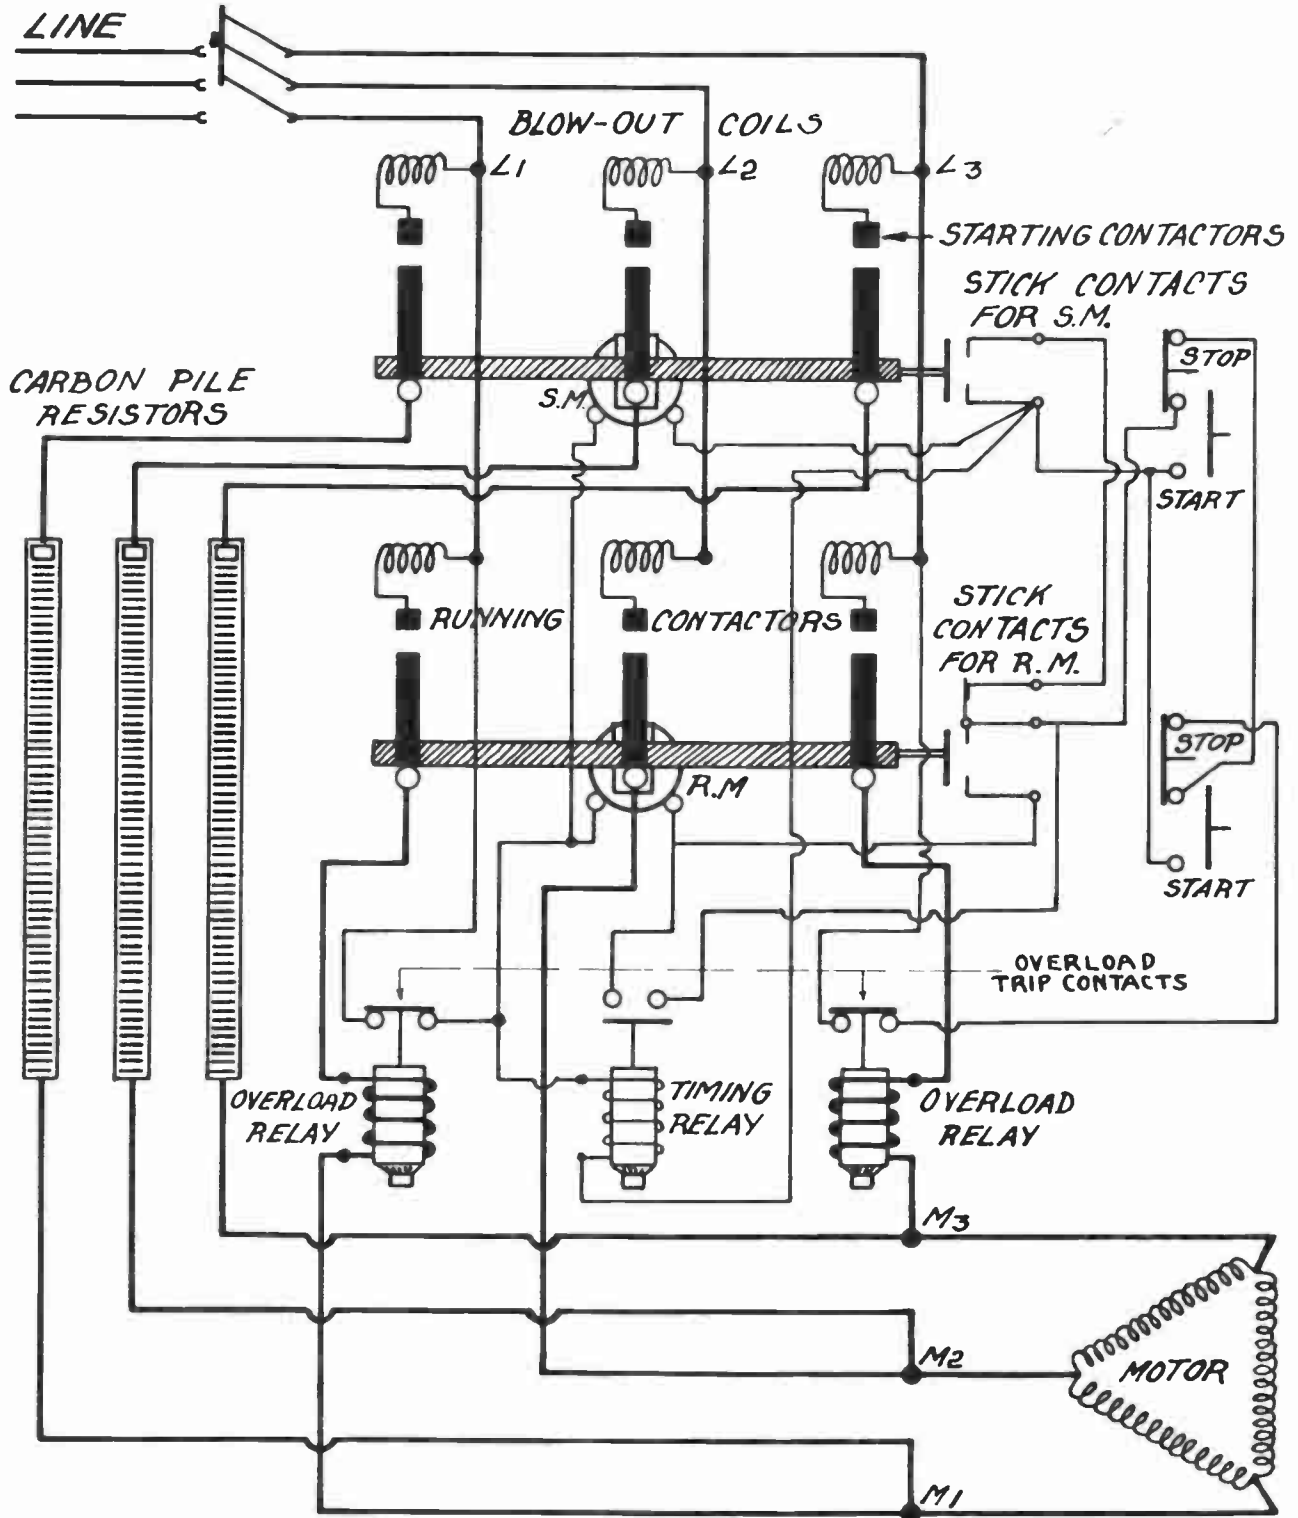 LINE
BLOW-OUT COILS
L1
L2
L3
STARTING CONTACTORS
STICK CONTACTS
FOR S.M.
STOP
CARBON PILE
RESISTORS
S.M.
START
RUNNING CONTACTORS
STICK
CONTACTS
FOR R.M.
STOP
R.M
START
OVERLOAD
TRIP CONTACTS
OVERLOAD
RELAY
TIMING
RELAY
OVERLOAD
RELAY
M3
M2
MOTOR
M1